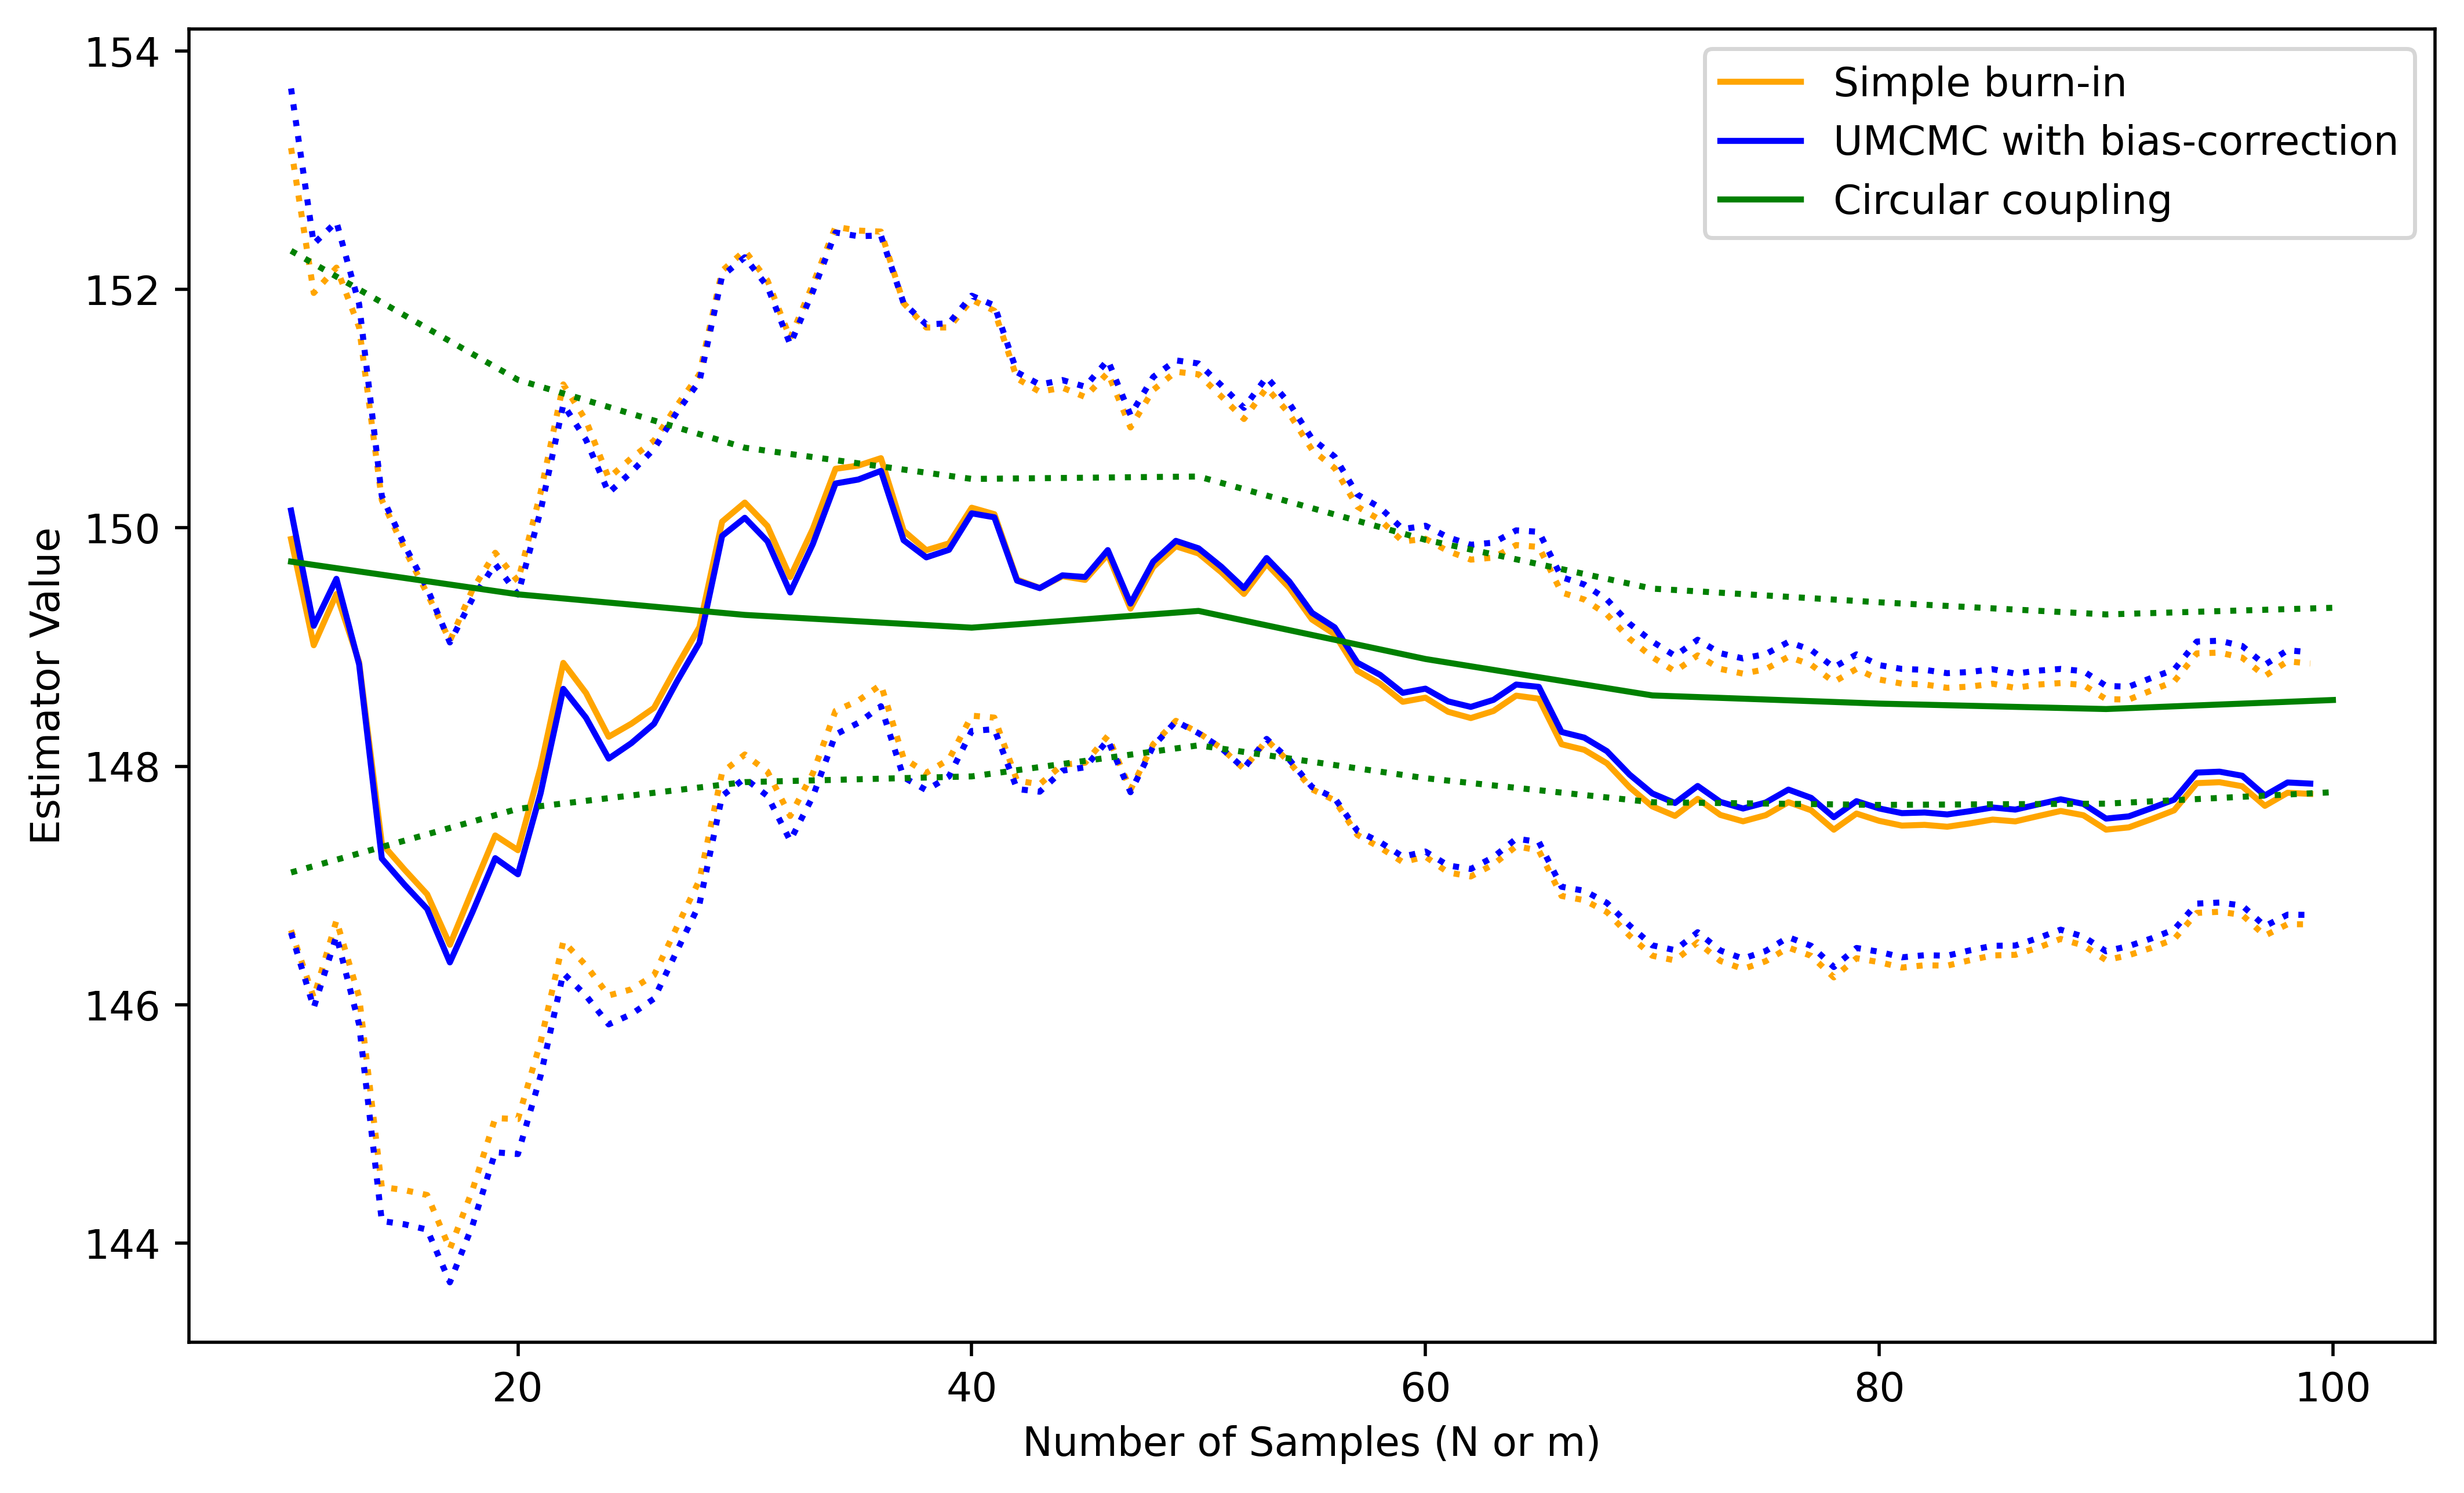 154
152
150
148
146
144
Estimator Value
Simple burn-in
UMCMC with bias-correction
Circular coupling
20
40
60
80
100
Number of Samples (N or m)